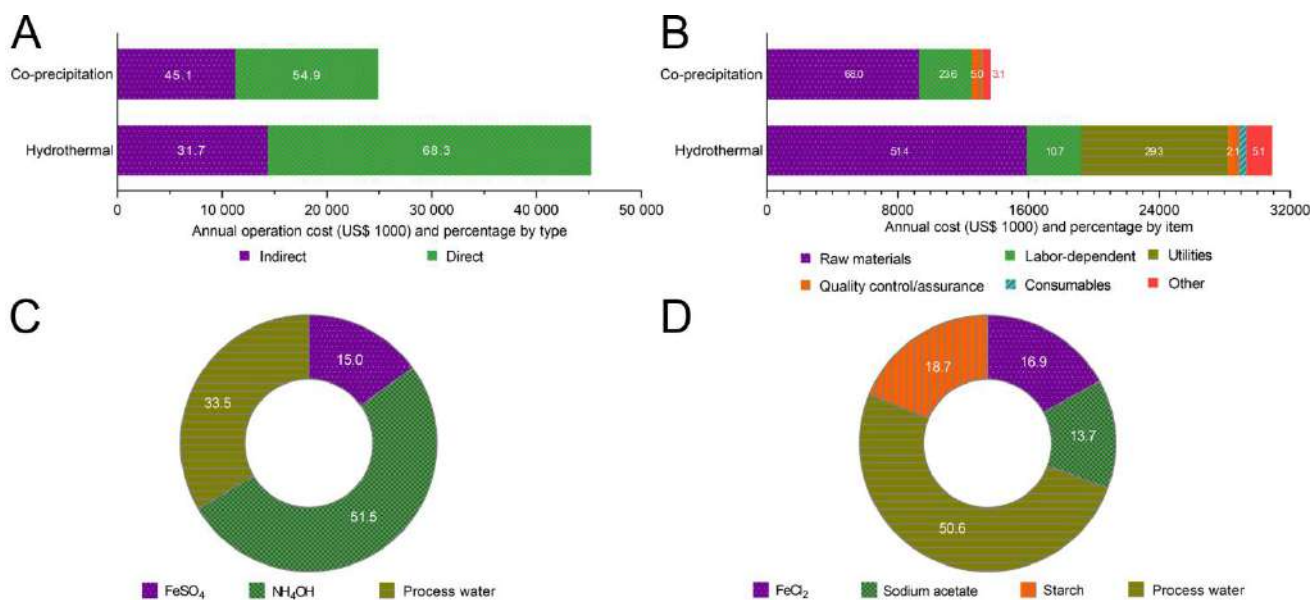 A
Co-precipitation
45.1
54.9
Hydrothermal
31.7
68.3
0
10 000
20 000
30 000
40 000
50 000
Annual operation cost (US$ 1000) and percentage by type
Indirect
Direct
B
Co-precipitation
68.0
23.6
5.0
3.1
Hydrothermal
51.4
10.7
29.3
2.1
5.1
0
8000
16000
24000
32000
Annual cost (US$ 1000) and percentage by item
Raw materials
Labor-dependent
Utilities
Quality control/assurance
Consumables
Other
C
15.0
33.5
51.5
FeSO₄
NH₄OH
Process water
D
18.7
16.9
13.7
50.6
FeCl₂
Sodium acetate
Starch
Process water